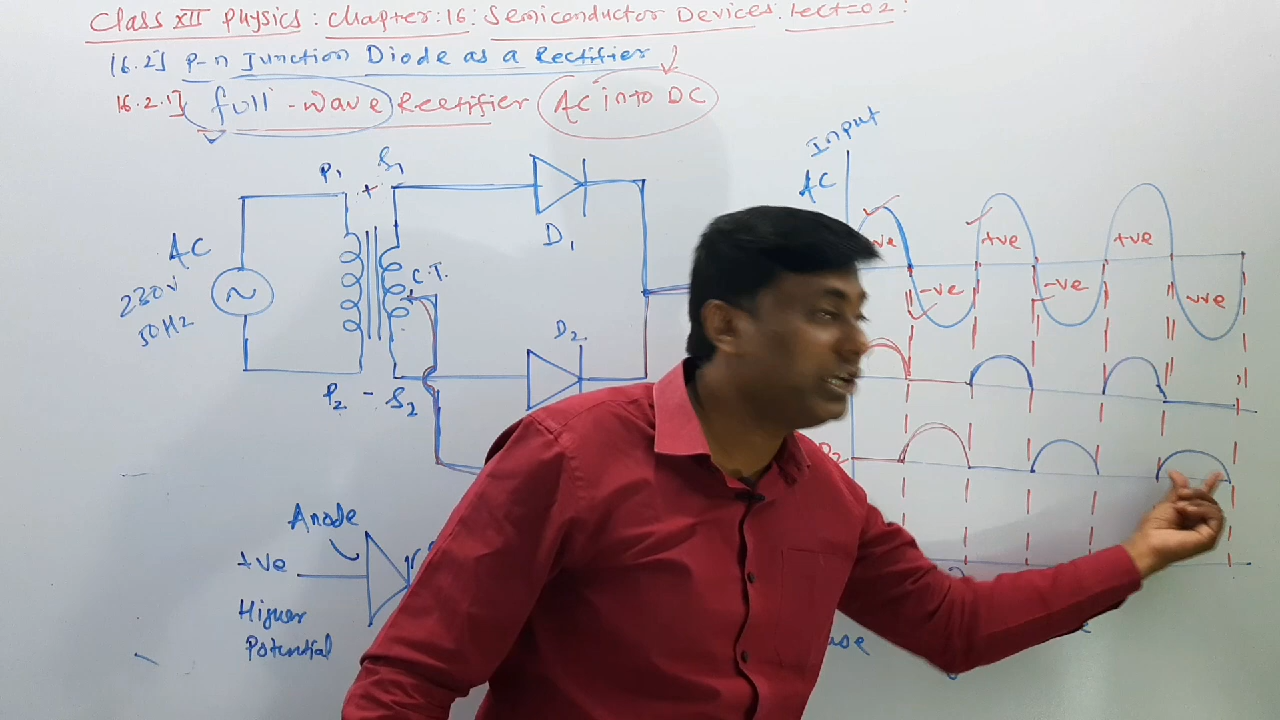 Class XII Physics: Chapter:16: Semiconductor Devices. Lect=02:
16.2] P-n Junction Diode as a Rectifier
16.2.1] full-wave Rectifier AC into DC
Input
AC
P1 + S1
D1
AC
230V
50Hz
C.T.
D2
P2 - S2
+ve +ve
-ve -ve -ve
D2
Anode
+ve
Higher
Potential